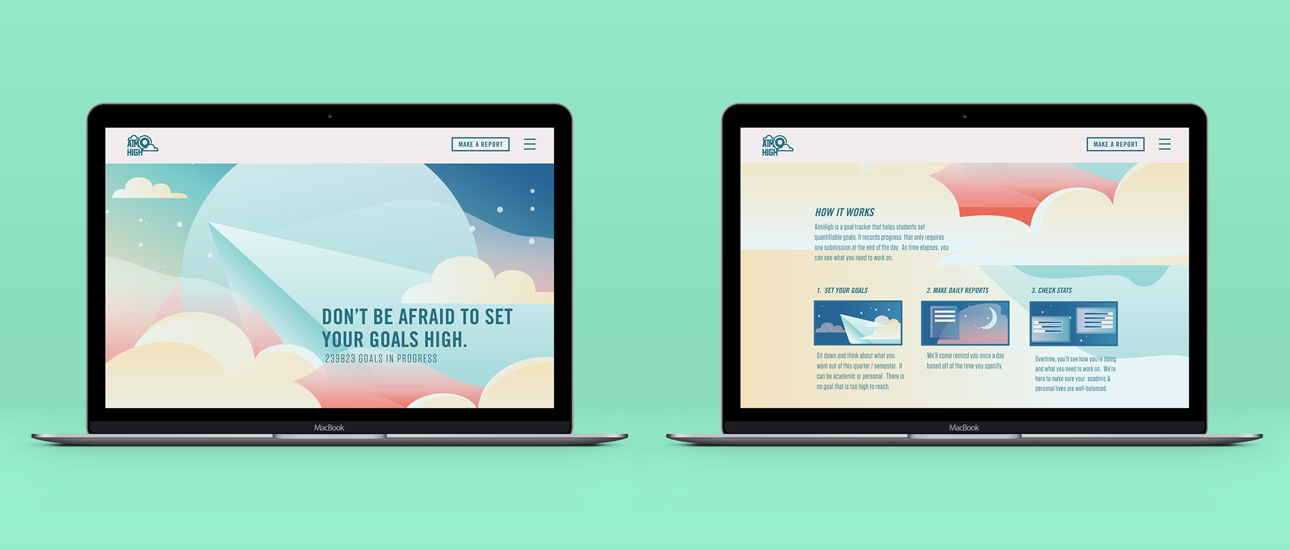 AIM
HIGH
MAKE A REPORT
DON'T BE AFRAID TO SET
YOUR GOALS HIGH.
239823 GOALS IN PROGRESS
MacBook
AIM
HIGH
MAKE A REPORT
HOW IT WORKS
AimHigh is a goal tracker that helps students set
quantifiable goals. It records progress that only requires
one submission at the end of the day. As time elapses, you
can see what you need to work on.
1. SET YOUR GOALS
Sit down and think about what you
want out of this quarter / semester. It
can be academic or personal. There is
no goal that is too high to reach.
2. MAKE DAILY REPORTS
We'll come remind you once a day
based off of the time you specify.
3. CHECK STATS
Overtime, you'll see how you're doing
and what you need to work on. We're
here to make sure your acadmic &
personal lives are well-balanced.
MacBook